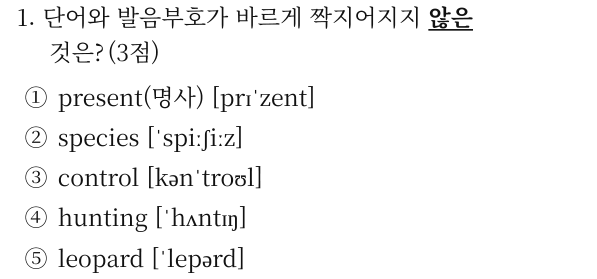 1. 단어와 발음부호가 바르게 짝지어지지 않은
것은? (3점)
① present(명사) [prɪˈzent]
② species [ˈspiːʃiːz]
③ control [kənˈtroʊl]
④ hunting [ˈhʌntɪŋ]
⑤ leopard [ˈlepərd]